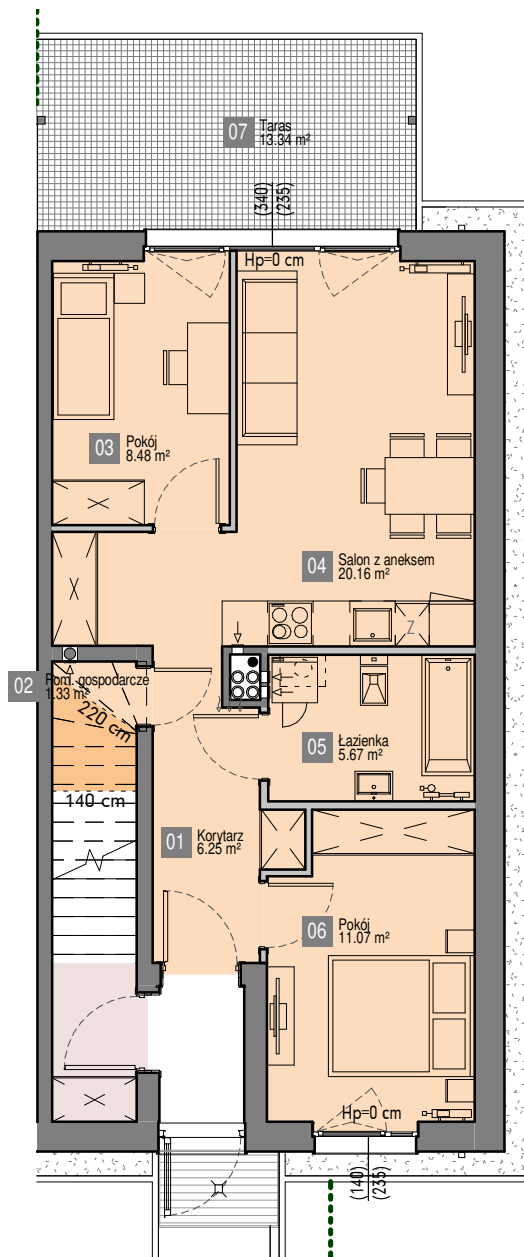 07 Taras
13.34 m²
(340)
(235)
Hp=0 cm
03 Pokój
8.48 m²
04 Salon z aneksem
20.16 m²
Z
02 Pom. gospodarcze
1.33 m²
220 cm
05 Łazienka
5.67 m²
140 cm
01 Korytarz
6.25 m²
06 Pokój
11.07 m²
Hp=0 cm
(140)
(235)